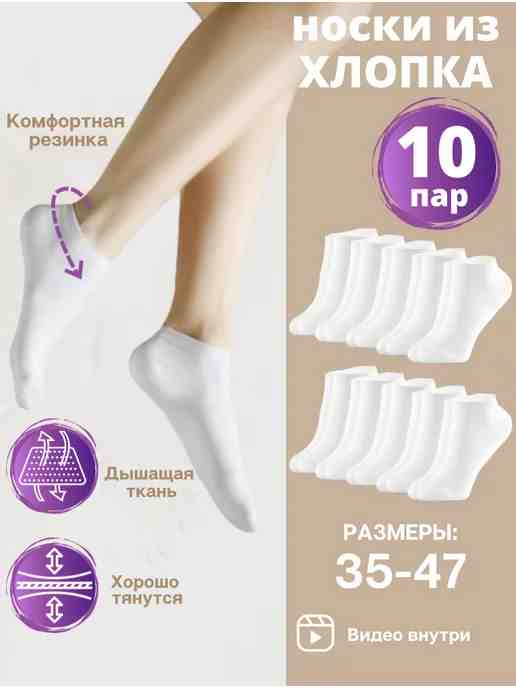 НОСКИ ИЗ
ХЛОПКА
Комфортная
резинка
10
пар
Дышащая
ткань
РАЗМЕРЫ:
35-47
Хорошо
тянутся
Видео внутри